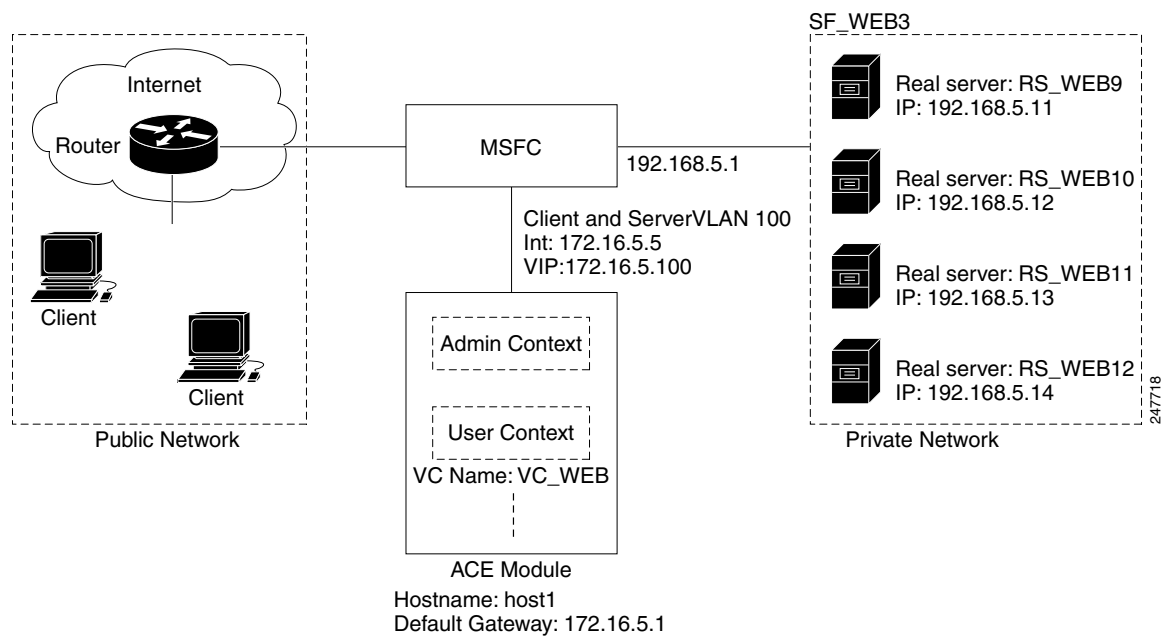 SF_WEB3
Internet
Router
Client
Client
Public Network
MSFC
192.168.5.1
Client and ServerVLAN 100
Int: 172.16.5.5
VIP:172.16.5.100
Admin Context
User Context
VC Name: VC_WEB
ACE Module
Hostname: host1
Default Gateway: 172.16.5.1
Real server: RS_WEB9
IP: 192.168.5.11
Real server: RS_WEB10
IP: 192.168.5.12
Real server: RS_WEB11
IP: 192.168.5.13
Real server: RS_WEB12
IP: 192.168.5.14
Private Network
247718